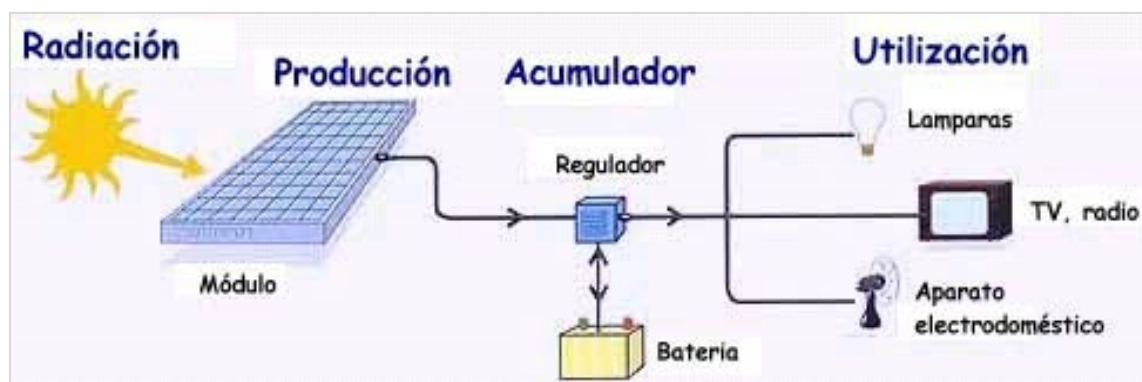 Radiación
Producción
Acumulador
Utilización
Lamparas
Regulador
TV, radio
Módulo
Aparato
electrodoméstico
Bateria